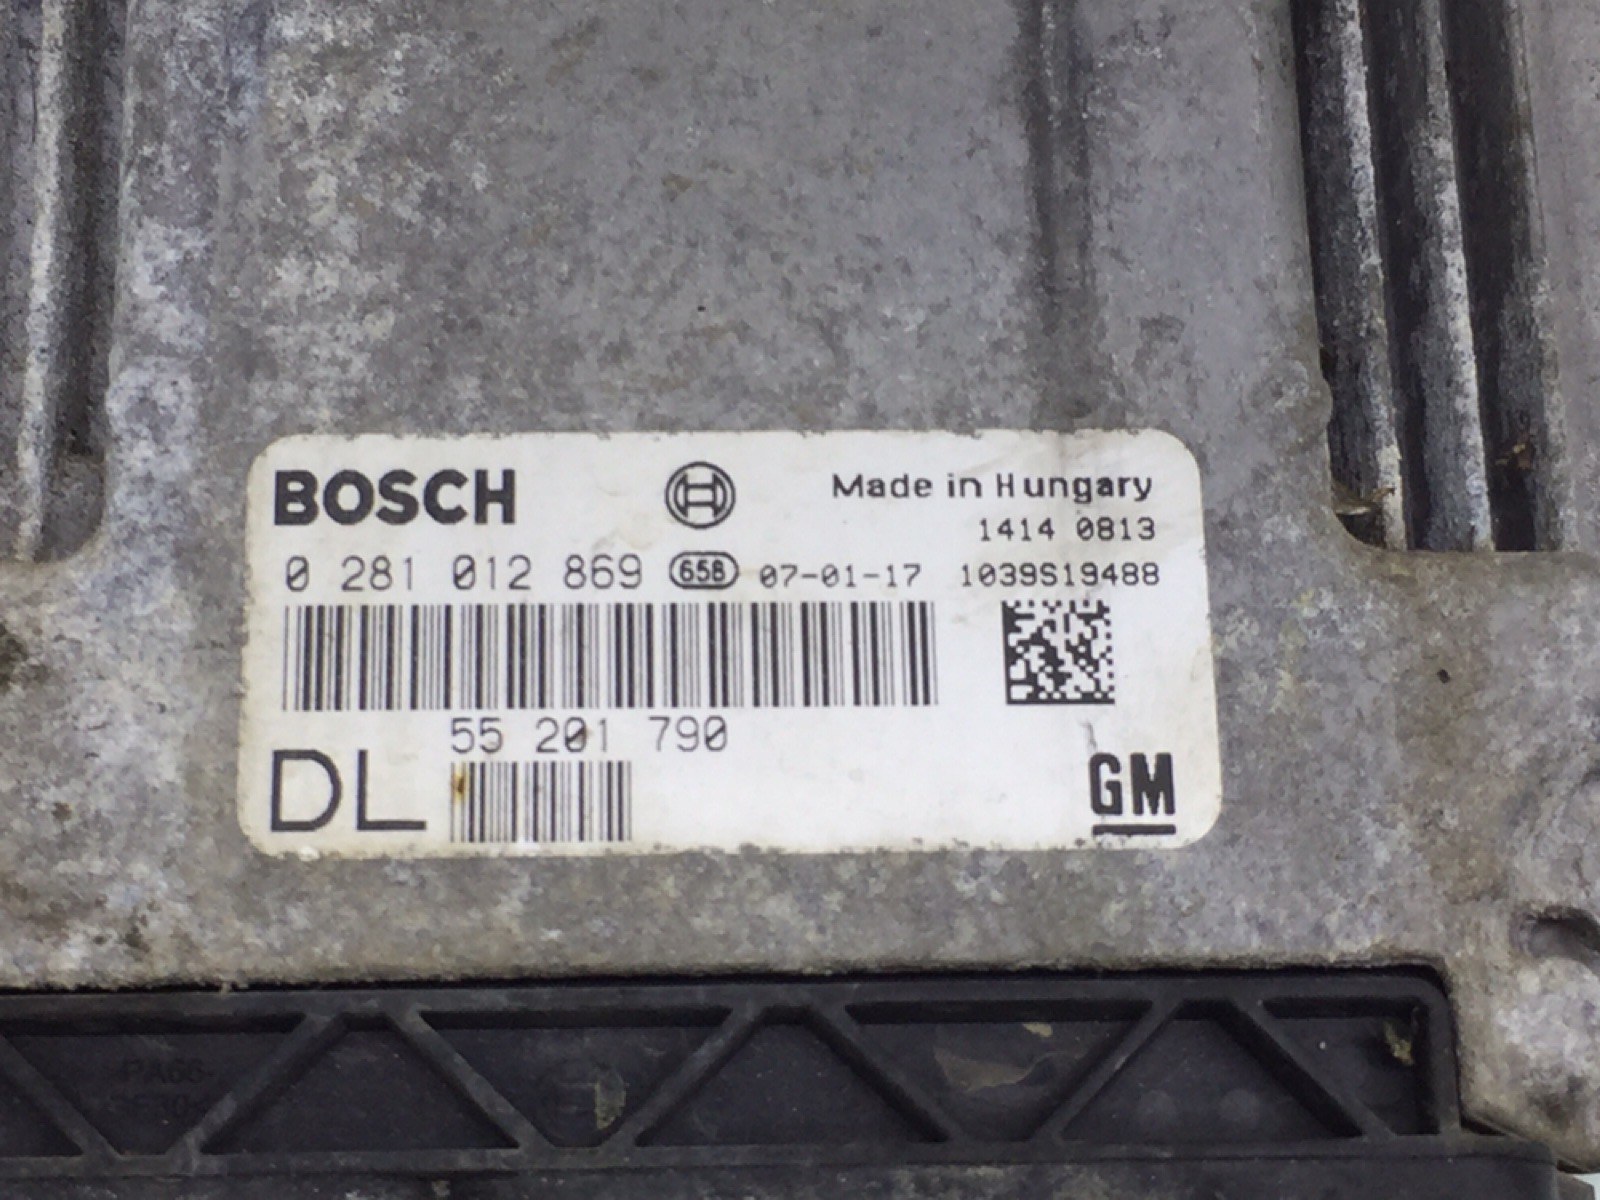 BOSCH
Made in Hungary
1414 0813
0 281 012 869 658 07-01-17 1039S19488
55 201 790
DL
GM
PA66-